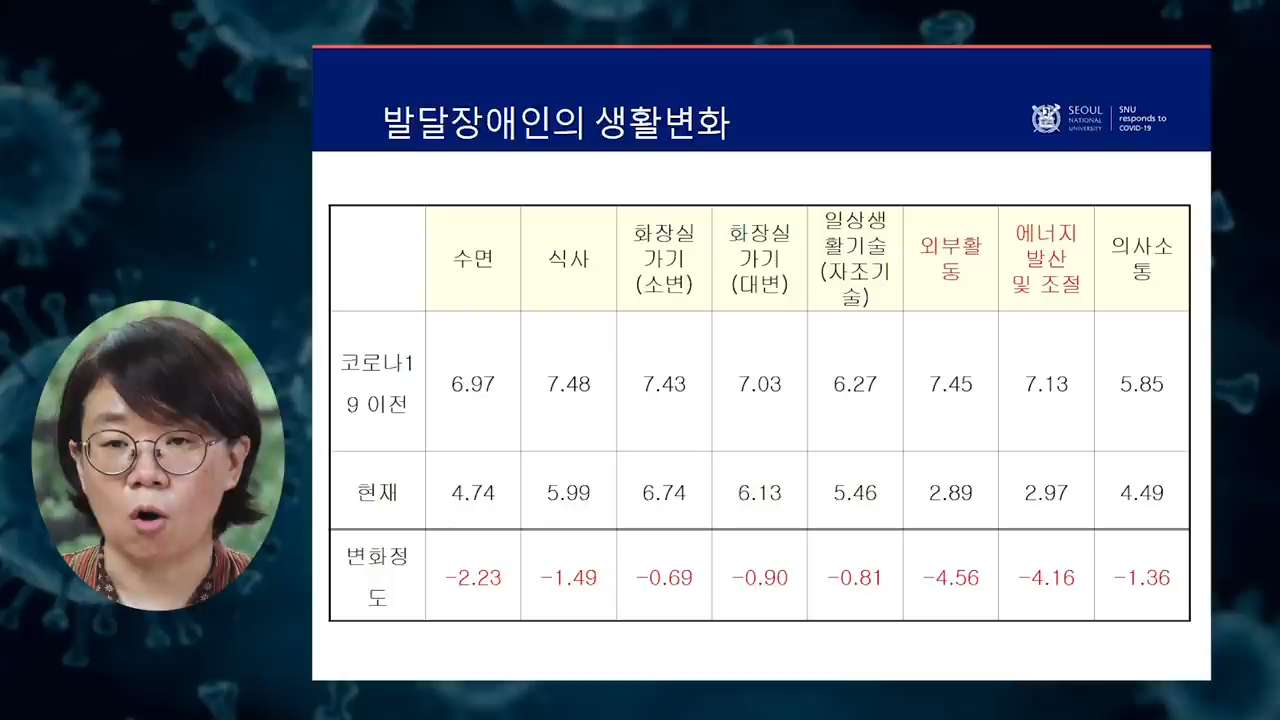 발달장애인의 생활변화
SEOUL
NATIONAL
UNIVERSITY
SNU
responds to
COVID-19
수면
식사
화장실
가기
(소변)
화장실
가기
(대변)
일상생
활기술
(자조기
술)
외부활
동
에너지
발산
및 조절
의사소
통
코로나1
9 이전
6.97
7.48
7.43
7.03
6.27
7.45
7.13
5.85
현재
4.74
5.99
6.74
6.13
5.46
2.89
2.97
4.49
변화정
도
-2.23
-1.49
-0.69
-0.90
-0.81
-4.56
-4.16
-1.36